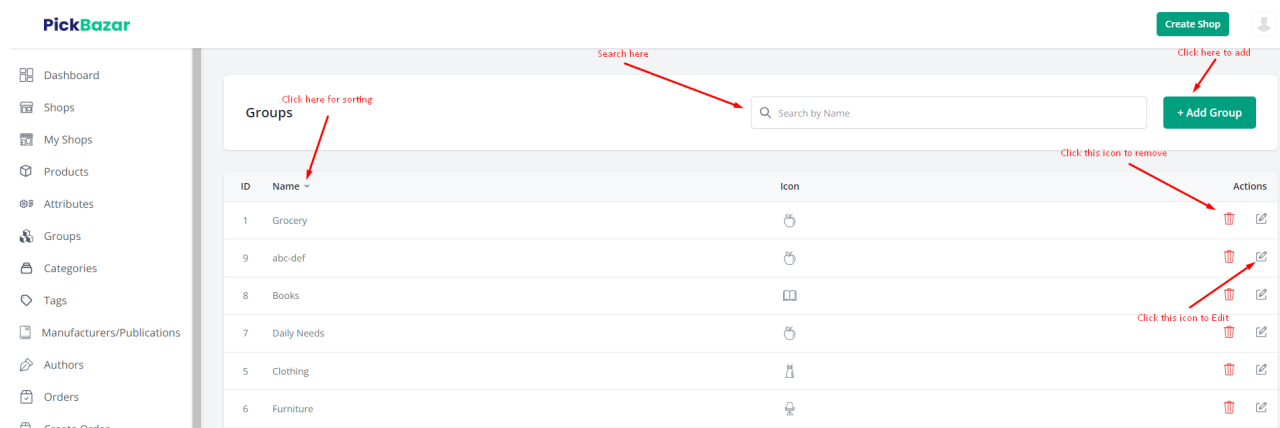 PickBazar
Create Shop
Search here
Click here to add
Dashboard
Shops
My Shops
Products
Attributes
Groups
Categories
Tags
Manufacturers/Publications
Authors
Orders
Create Order
Click here for sorting
Groups
Search by Name
+ Add Group
Click this icon to remove
ID Name Icon Actions
1 Grocery
9 abc-def
8 Books
Click this icon to Edit
7 Daily Needs
5 Clothing
6 Furniture